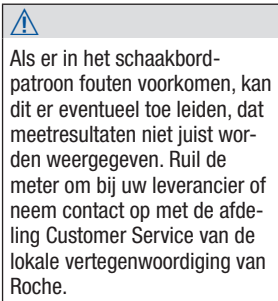 Als er in het schaakbord-
patroon fouten voorkomen, kan
dit er eventueel toe leiden, dat
meetresultaten niet juist wor-
den weergegeven. Ruil de
meter om bij uw leverancier of
neem contact op met de afde-
ling Customer Service van de
lokale vertegenwoordiging van
Roche.